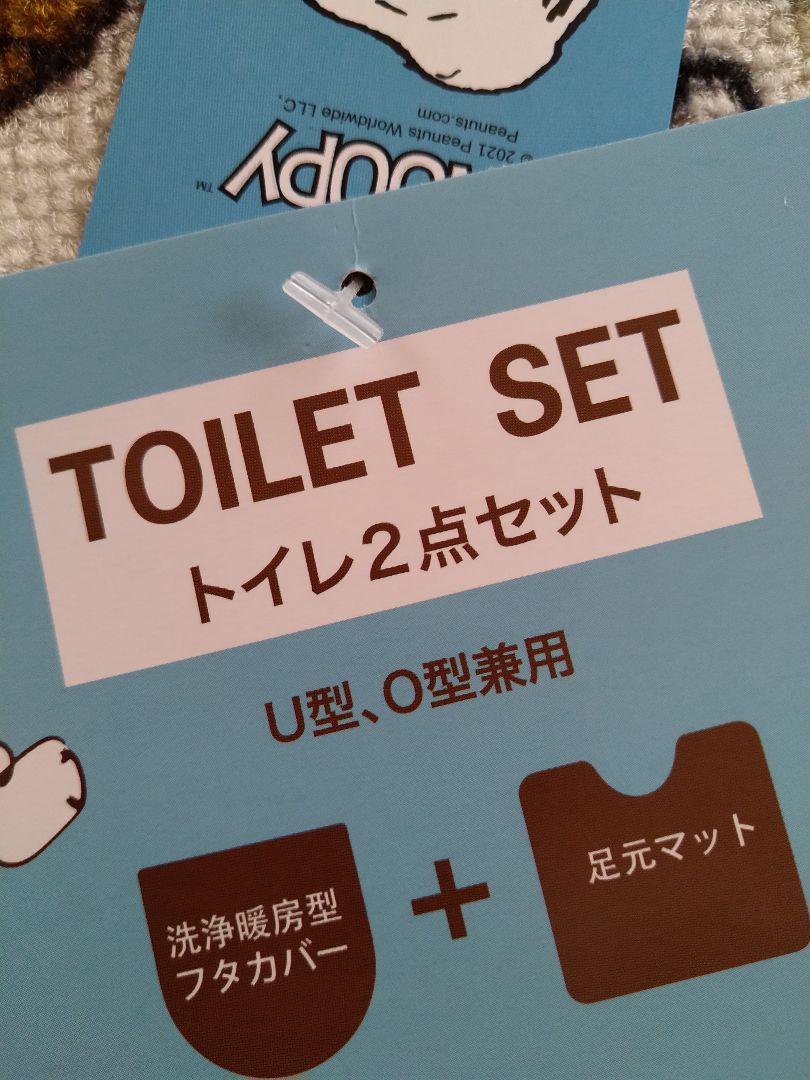 © 2021 Peanuts Worldwide LLC.
Peanuts.com
TM
TOILET SET
トイレ2点セット
U型、O型兼用
洗浄暖房型
フタカバー
+
足元マット